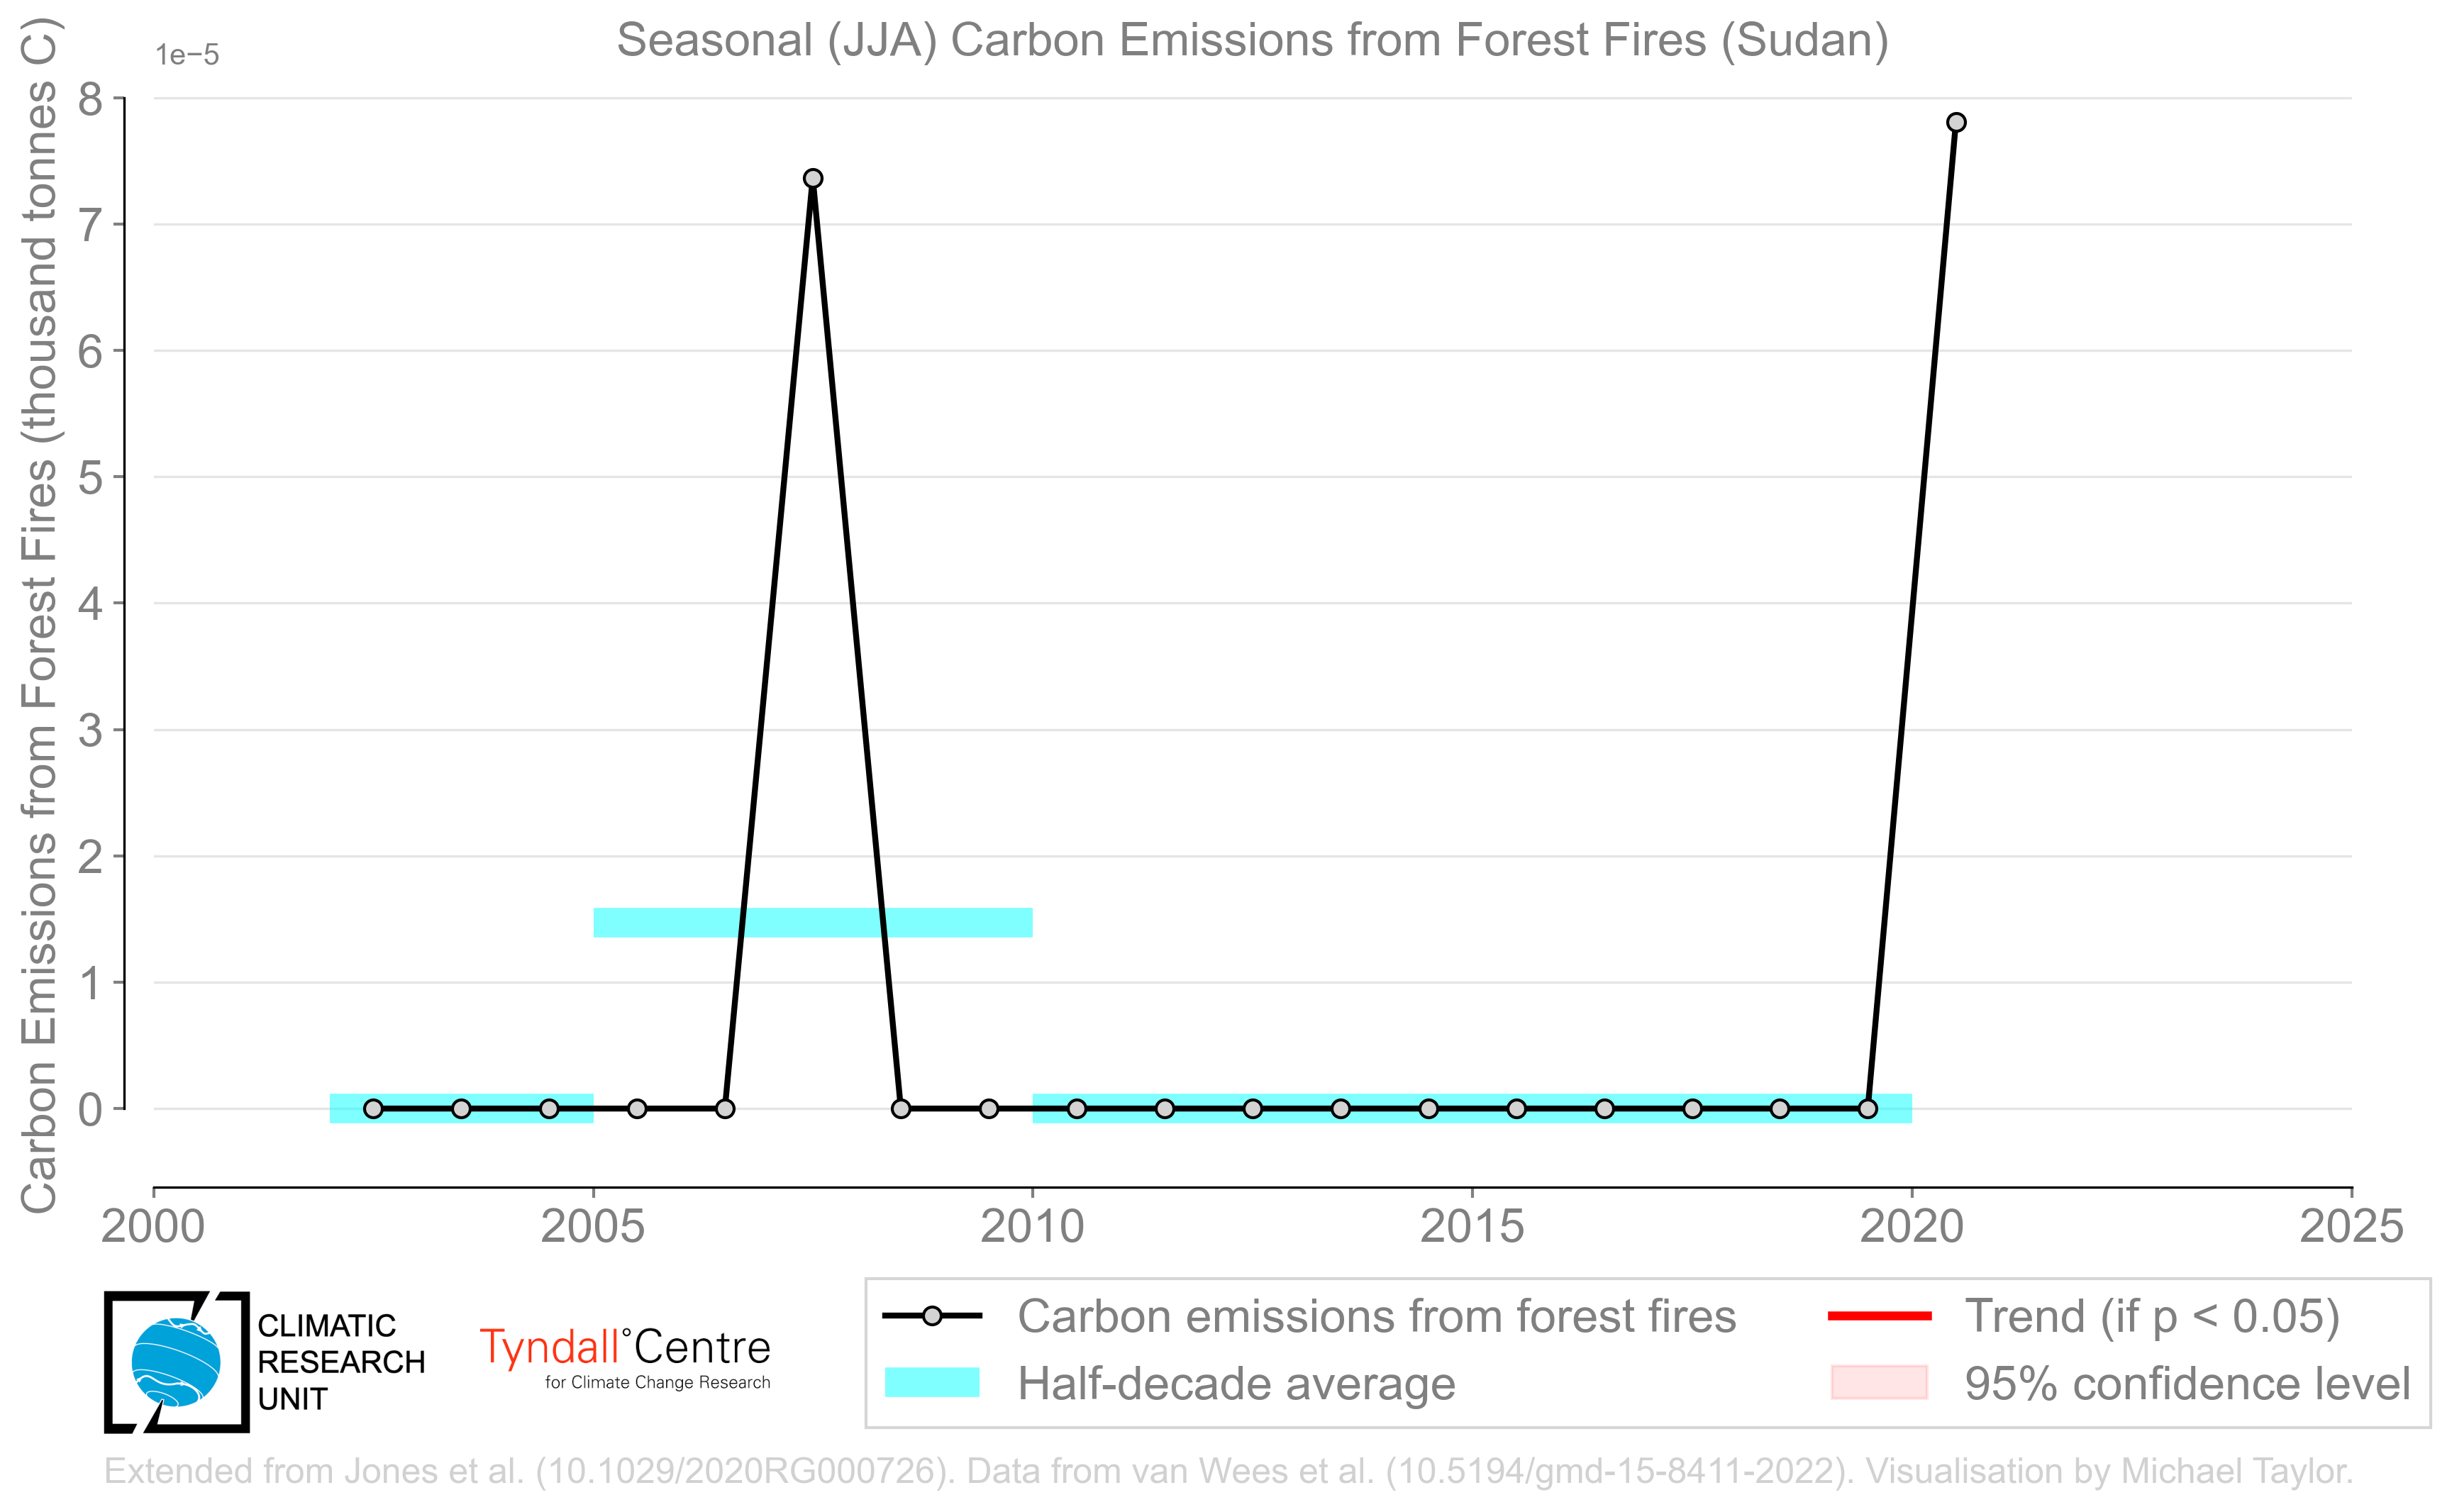 Seasonal (JJA) Carbon Emissions from Forest Fires (Sudan)
1e−5
Carbon Emissions from Forest Fires (thousand tonnes C)
8
7
6
5
4
3
2
1
0
2000 2005 2010 2015 2020 2025
CLIMATIC
RESEARCH
UNIT
Tyndall°Centre
for Climate Change Research
Carbon emissions from forest fires
Half-decade average
Trend (if p < 0.05)
95% confidence level
Extended from Jones et al. (10.1029/2020RG000726). Data from van Wees et al. (10.5194/gmd-15-8411-2022). Visualisation by Michael Taylor.